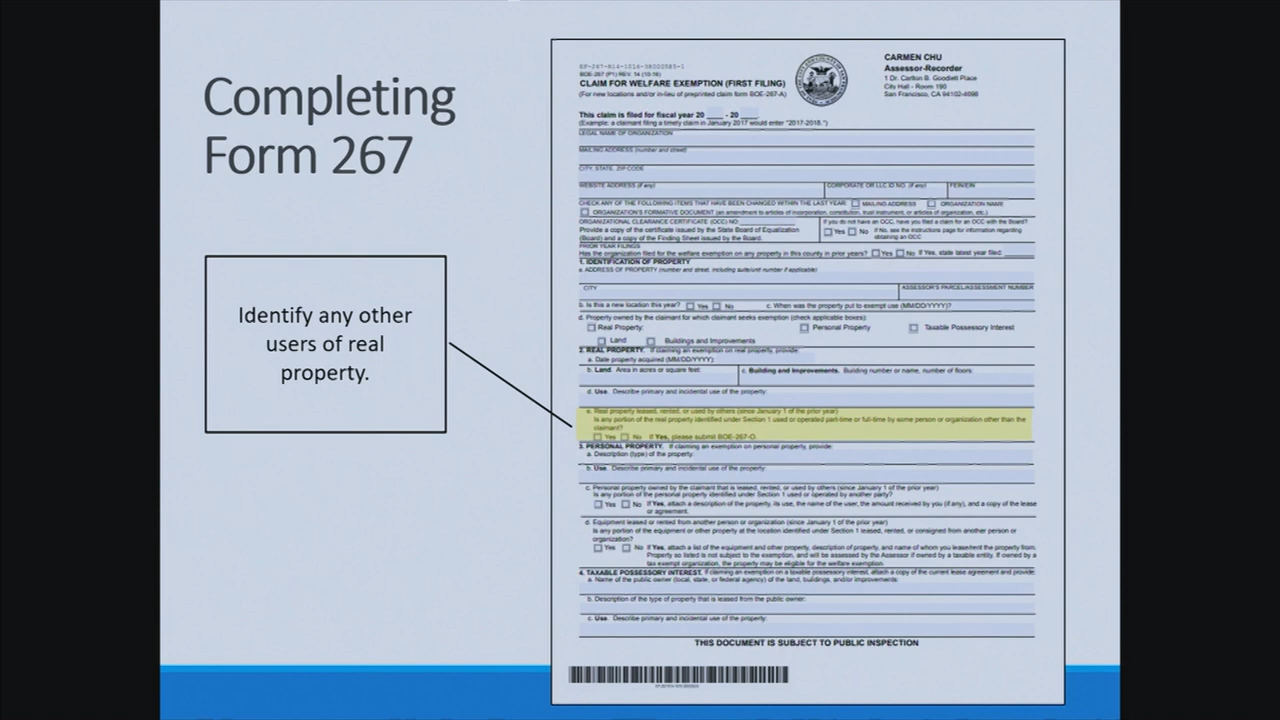 Completing
Form 267
Identify any other
users of real
property.
BOE-267 (P1) REV. 14 (10-16)
CLAIM FOR WELFARE EXEMPTION (FIRST FILING)
(For new locations and/or in-lieu of preprinted claim form BOE-267-A)
CARMEN CHU
Assessor-Recorder
1 Dr. Carlton B. Goodlett Place
City Hall - Room 190
San Francisco, CA 94102-4698
This claim is filed for fiscal year 20 ____ - 20 ____.
(Example: a claimant filing a timely claim in January 2017 would enter "2017-2018.")
LEGAL NAME OF ORGANIZATION
MAILING ADDRESS (number and street)
CITY, STATE, ZIP CODE
WEBSITE ADDRESS (if any) CORPORATE OR LLC ID NO. (if any) FEIN/EIN
CHECK ANY OF THE FOLLOWING ITEMS THAT HAVE BEEN CHANGED WITHIN THE LAST YEAR: MAILING ADDRESS ORGANIZATION NAME
ORGANIZATION'S FORMATIVE DOCUMENT (an amendment to articles of incorporation, constitution, trust instrument, or articles of organization, etc.)
ORGANIZATIONAL CLEARANCE CERTIFICATE (OCC) NO:
Provide a copy of the certificate issued by the State Board of Equalization
(Board) and a copy of the Finding Sheet issued by the Board.
If you do not have an OCC, have you filed a claim for an OCC with the Board?
Yes No If No, see the instructions page for information regarding
obtaining an OCC
PRIOR YEAR FILINGS
Has the organization filed for the welfare exemption on any property in this county in prior years? Yes No If Yes, state latest year filed:
1. IDENTIFICATION OF PROPERTY
a. ADDRESS OF PROPERTY (number and street, including suite/unit number if applicable)
CITY ASSESSOR'S PARCEL/ASSESSMENT NUMBER
b. Is this a new location this year? Yes No c. When was the property put to exempt use (MM/DD/YYYY)?
d. Property owned by the claimant for which claimant seeks exemption (check applicable boxes):
Real Property: Personal Property Taxable Possessory Interest
Land Buildings and Improvements
2. REAL PROPERTY. If claiming an exemption on real property, provide:
a. Date property acquired (MM/DD/YYYY):
b. Land. Area in acres or square feet: c. Building and Improvements. Building number or name, number of floors:
d. Use. Describe primary and incidental use of the property:
e. Real property leased, rented, or used by others (since January 1 of the prior year)
Is any portion of the real property identified under Section 1 used or operated part-time or full-time by some person or organization other than the
claimant?
Yes No If Yes, please submit BOE-267-O.
3. PERSONAL PROPERTY. If claiming an exemption on personal property, provide:
a. Description (type) of the property:
b. Use. Describe primary and incidental use of the property:
c. Personal property owned by the claimant that is leased, rented, or used by others (since January 1 of the prior year)
Is any portion of the personal property identified under Section 1 used or operated by another party?
Yes No If Yes, attach a description of the property, its use, the name of the user, the amount received by you (if any), and a copy of the lease
or agreement.
d. Equipment leased or rented from another person or organization (since January 1 of the prior year)
Is any portion of the equipment or other property at the location identified under Section 1 leased, rented, or consigned from another person or
organization?
Yes No If Yes, attach a list of the equipment and other property, description of property, and name of whom you lease/rent the property from.
Property so listed is not subject to the exemption, and will be assessed by the Assessor if owned by a taxable entity. If owned by a
tax exempt organization, the property may be eligible for the welfare exemption.
4. TAXABLE POSSESSORY INTEREST. If claiming an exemption on a taxable possessory interest, attach a copy of the current lease agreement and provide:
a. Name of the public owner (local, state, or federal agency) of the land, buildings, and/or improvements:
b. Description of the type of property that is leased from the public owner:
c. Use. Describe primary and incidental use of the property:
THIS DOCUMENT IS SUBJECT TO PUBLIC INSPECTION